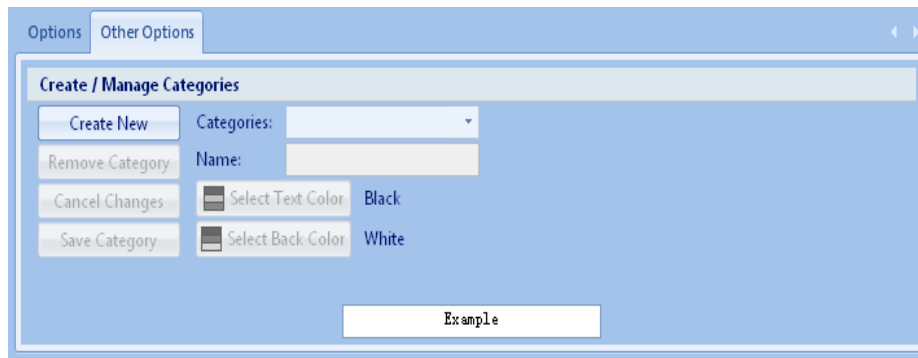 Options Other Options
Create / Manage Categories
Create New Categories:
Remove Category Name:
Cancel Changes Select Text Color Black
Save Category Select Back Color White
Example